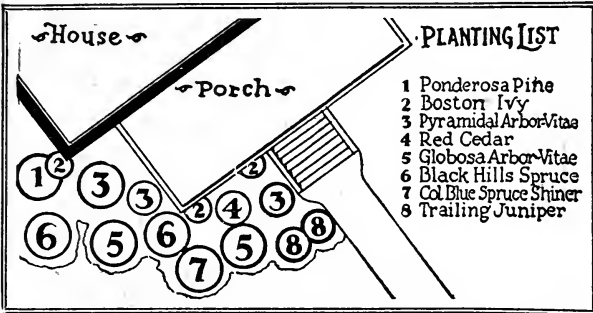 House
Porch
PLANTING LIST
1 Ponderosa Pine
2 Boston Ivy
3 Pyramidal Arbor-Vitae
4 Red Cedar
5 Globosa Arbor-Vitae
6 Black Hills Spruce
7 Col. Blue Spruce Shiner
8 Trailing Juniper
1 2 3 3 2 4 3 2
6 5 6 7 5 8 8